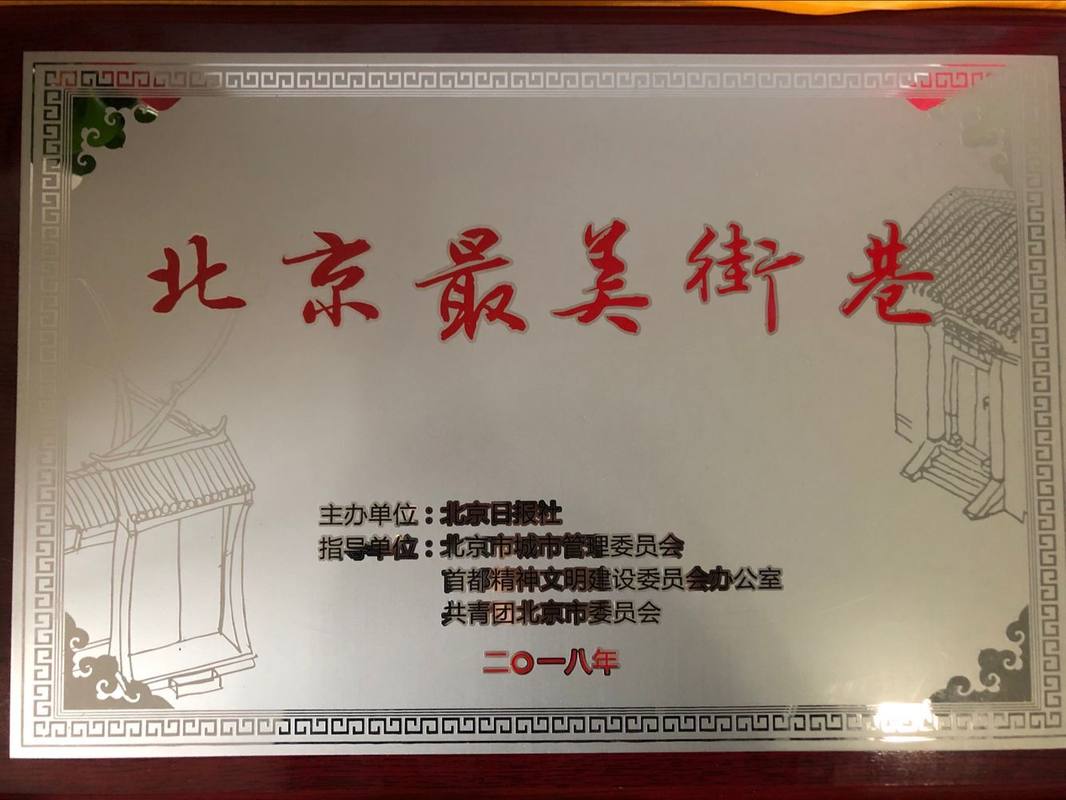 北京最美街巷
主办单位：北京日报社
指导单位：北京市城市管理委员会
首都精神文明建设委员会办公室
共青团北京市委员会
二〇一八年